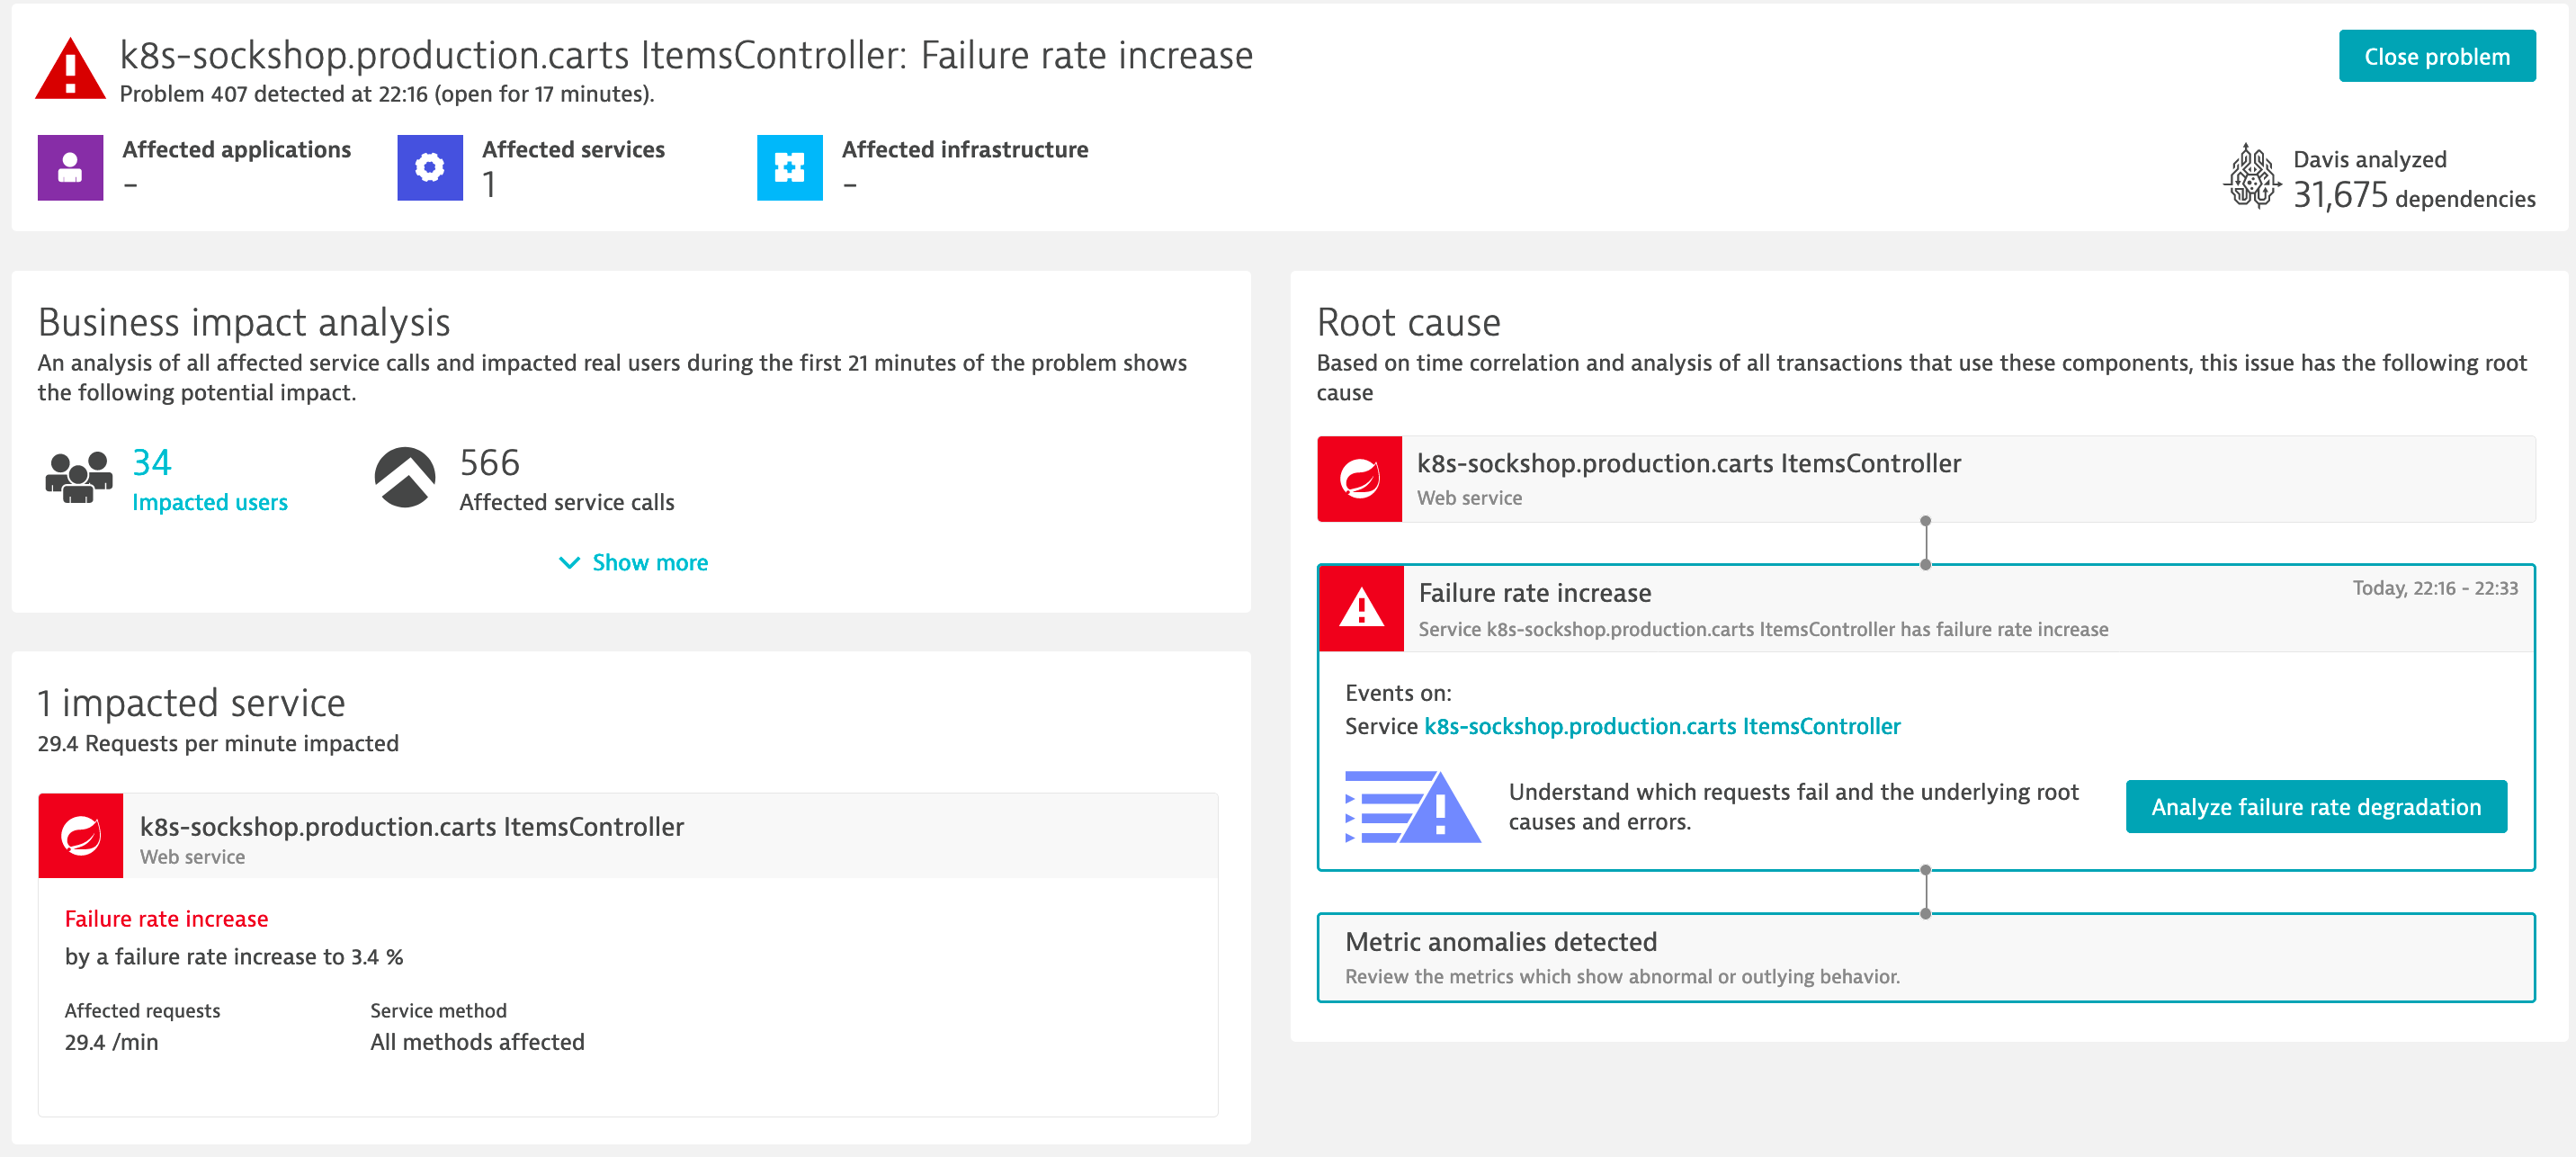 k8s-sockshop.production.carts ItemsController: Failure rate increase
Problem 407 detected at 22:16 (open for 17 minutes).
Close problem
Affected applications
–
Affected services
1
Affected infrastructure
–
Davis analyzed
31,675 dependencies
Business impact analysis
An analysis of all affected service calls and impacted real users during the first 21 minutes of the problem shows
the following potential impact.
34
Impacted users
566
Affected service calls
Show more
1 impacted service
29.4 Requests per minute impacted
k8s-sockshop.production.carts ItemsController
Web service
Failure rate increase
by a failure rate increase to 3.4 %
Affected requests
29.4 /min
Service method
All methods affected
Root cause
Based on time correlation and analysis of all transactions that use these components, this issue has the following root
cause
k8s-sockshop.production.carts ItemsController
Web service
Failure rate increase
Today, 22:16 - 22:33
Service k8s-sockshop.production.carts ItemsController has failure rate increase
Events on:
Service k8s-sockshop.production.carts ItemsController
Understand which requests fail and the underlying root
causes and errors.
Analyze failure rate degradation
Metric anomalies detected
Review the metrics which show abnormal or outlying behavior.